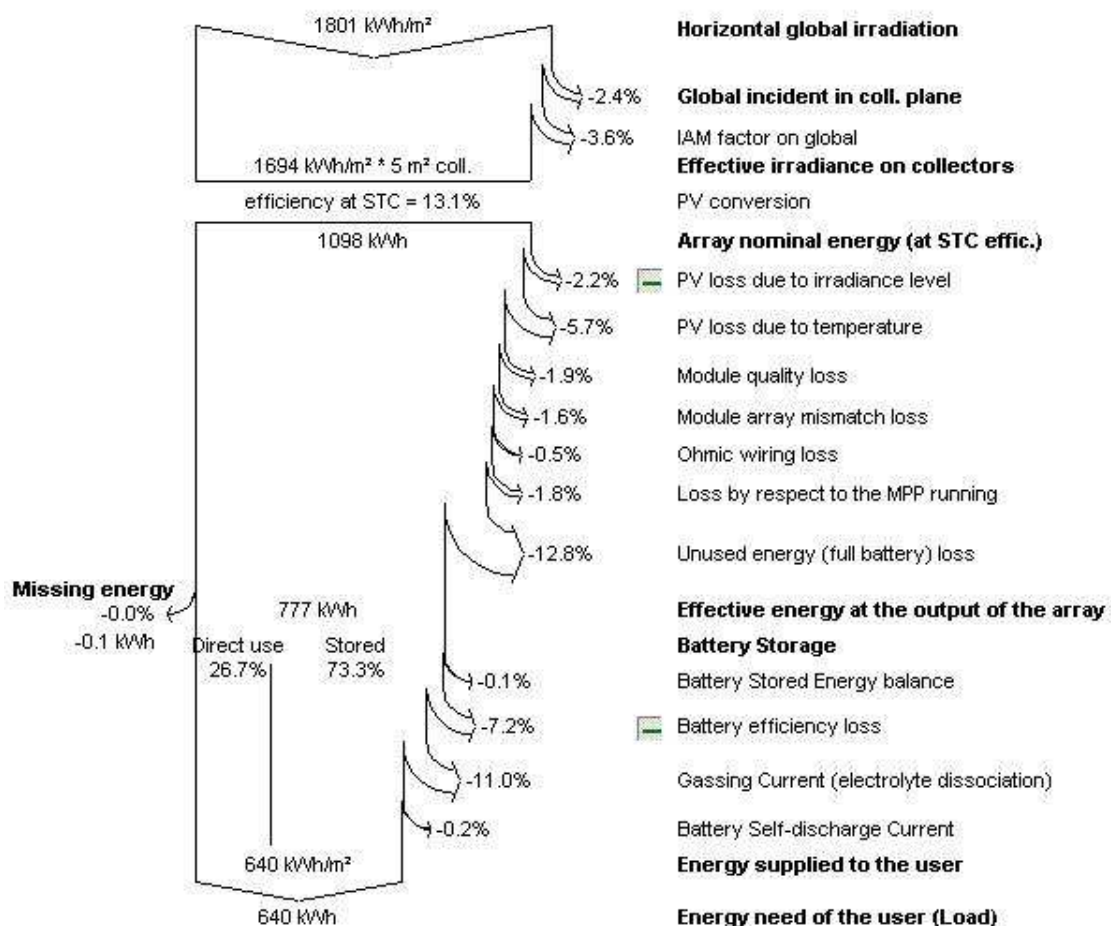 1801 kWh/m²
Horizontal global irradiation
-2.4% Global incident in coll. plane
-3.6% IAM factor on global
1694 kWh/m² * 5 m² coll. Effective irradiance on collectors
efficiency at STC = 13.1% PV conversion
1098 kWh Array nominal energy (at STC effic.)
-2.2% PV loss due to irradiance level
-5.7% PV loss due to temperature
-1.9% Module quality loss
-1.6% Module array mismatch loss
-0.5% Ohmic wiring loss
-1.8% Loss by respect to the MPP running
-12.8% Unused energy (full battery) loss
Missing energy
-0.0% 777 kWh Effective energy at the output of the array
-0.1 kWh
Direct use Stored Battery Storage
26.7% 73.3%
-0.1% Battery Stored Energy balance
-7.2% Battery efficiency loss
-11.0% Gassing Current (electrolyte dissociation)
-0.2% Battery Self-discharge Current
640 kWh/m² Energy supplied to the user
640 kWh Energy need of the user (Load)